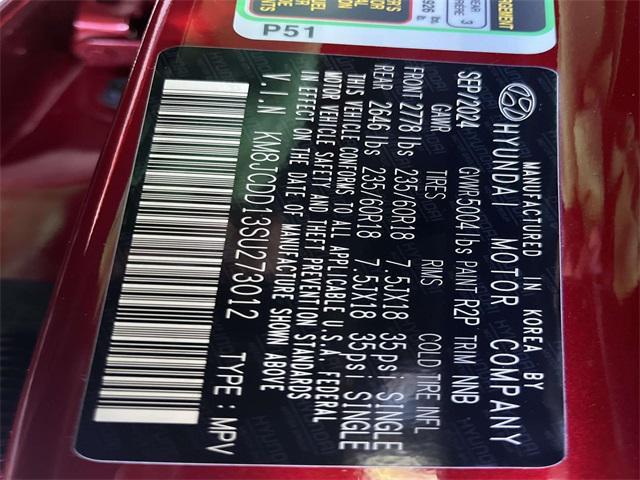 MANUFACTURED IN KOREA BY
HYUNDAI MOTOR COMPANY
SEP/2024 GVWR 5004 lbs PAINT R2P TRIM NNB
GAWR TIRES RIMS COLD TIRE INFL
FRONT 2778 lbs 235/60R18 7.5JX18 35psi SINGLE
REAR 2646 lbs 235/60R18 7.5JX18 35psi SINGLE
THIS VEHICLE CONFORMS TO ALL APPLICABLE U.S.A. FEDERAL
MOTOR VEHICLE SAFETY AND THEFT PREVENTION STANDARDS
IN EFFECT ON THE DATE OF MANUFACTURE SHOWN ABOVE
V.I.N KM8JCDD13SU273012 TYPE : MPV
P51